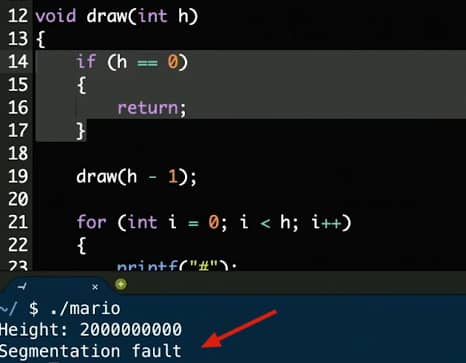 12 void draw(int h)
13 {
14 if (h == 0)
15 {
16 return;
17 }
18
19 draw(h - 1);
20
21 for (int i = 0; i < h; i++)
22 {
23 printf("#");
~/ × +
~/ $ ./mario
Height: 2000000000
Segmentation fault